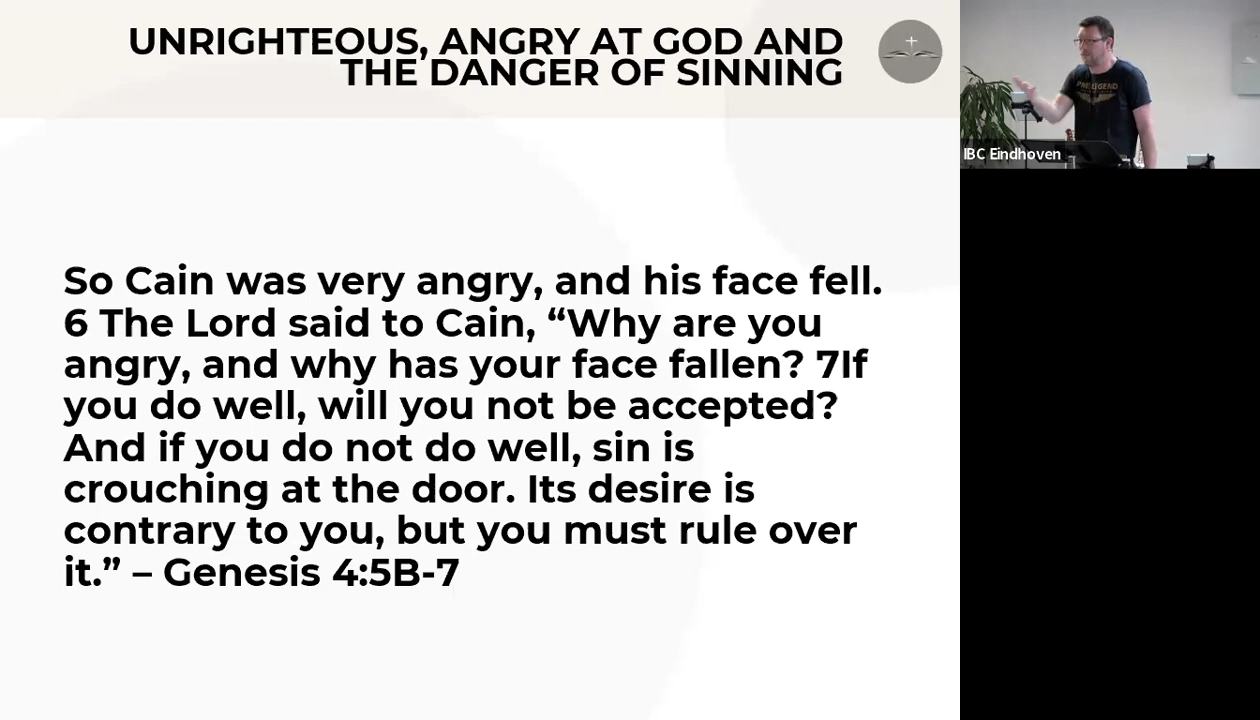 UNRIGHTEOUS, ANGRY AT GOD AND
THE DANGER OF SINNING
So Cain was very angry, and his face fell.
6 The Lord said to Cain, “Why are you
angry, and why has your face fallen? 7If
you do well, will you not be accepted?
And if you do not do well, sin is
crouching at the door. Its desire is
contrary to you, but you must rule over
it.” – Genesis 4:5B-7
IBC Eindhoven